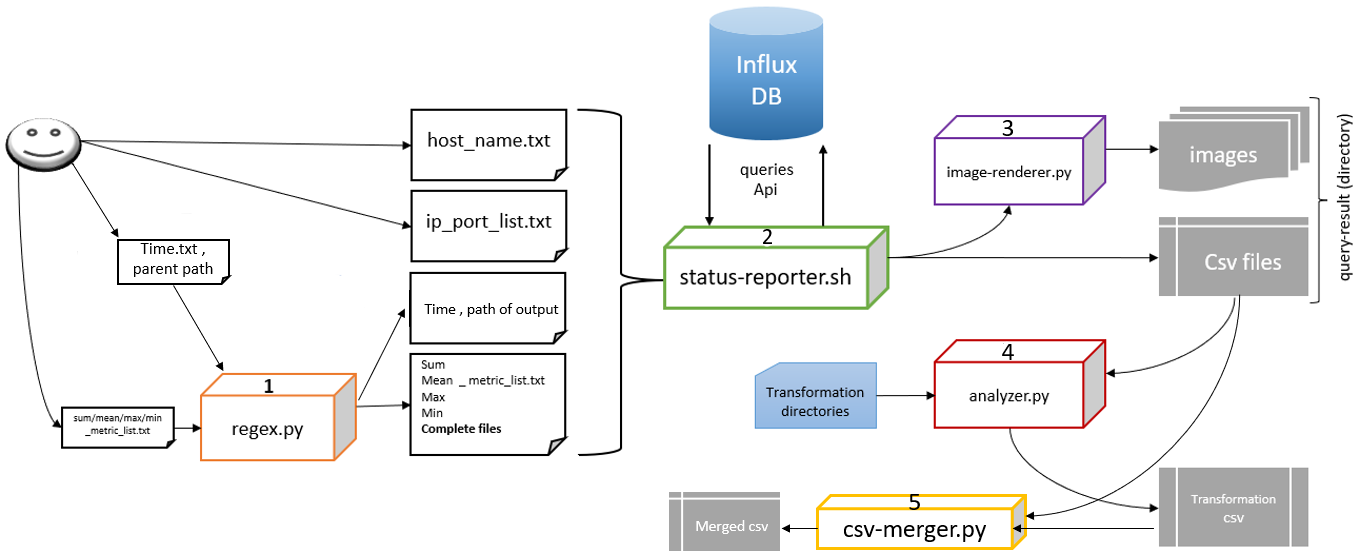 Influx
DB
queries
Api
host_name.txt
ip_port_list.txt
Time.txt ,
parent path
Time , path of output
Sum
Mean _ metric_list.txt
Max
Min
Complete files
sum/mean/max/min
_metric_list.txt
1
regex.py
2
status-reporter.sh
3
image-renderer.py
images
Csv files
query-result (directory)
Transformation
directories
4
analyzer.py
Transformation
csv
5
csv-merger.py
Merged csv